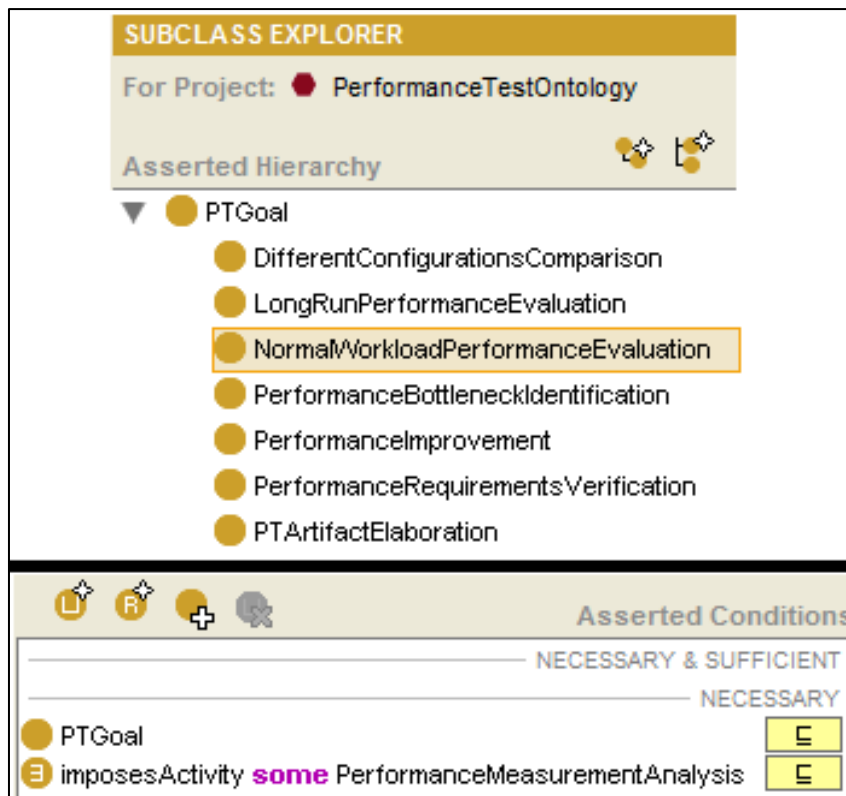 SUBCLASS EXPLORER
For Project: PerformanceTestOntology
Asserted Hierarchy
PTGoal
DifferentConfigurationsComparison
LongRunPerformanceEvaluation
NormalWorkloadPerformanceEvaluation
PerformanceBottleneckIdentification
PerformanceImprovement
PerformanceRequirementsVerification
PTArtifactElaboration
Asserted Conditions
NECESSARY & SUFFICIENT
NECESSARY
PTGoal ⊑
∃ imposesActivity some PerformanceMeasurementAnalysis ⊑